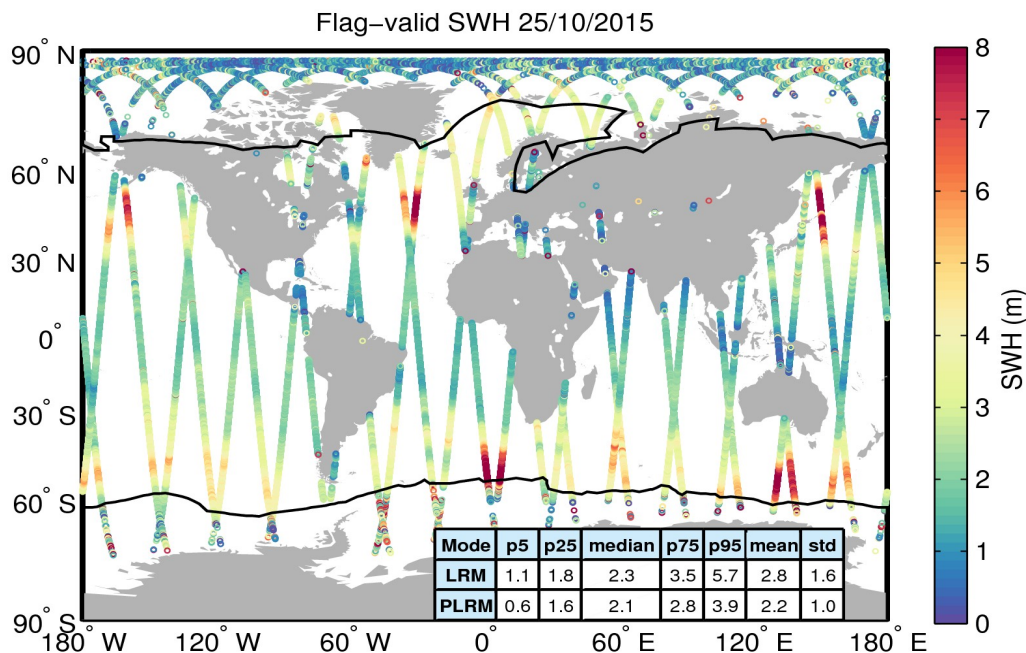 Flag−valid SWH 25/10/2015
90° N
60° N
30° N
0°
30° S
60° S
90° S
180° W 120° W 60° W 0° 60° E 120° E 180° E
Mode p5 p25 median p75 p95 mean std
LRM 1.1 1.8 2.3 3.5 5.7 2.8 1.6
PLRM 0.6 1.6 2.1 2.8 3.9 2.2 1.0
8
7
6
5
4
3
2
1
0
SWH (m)